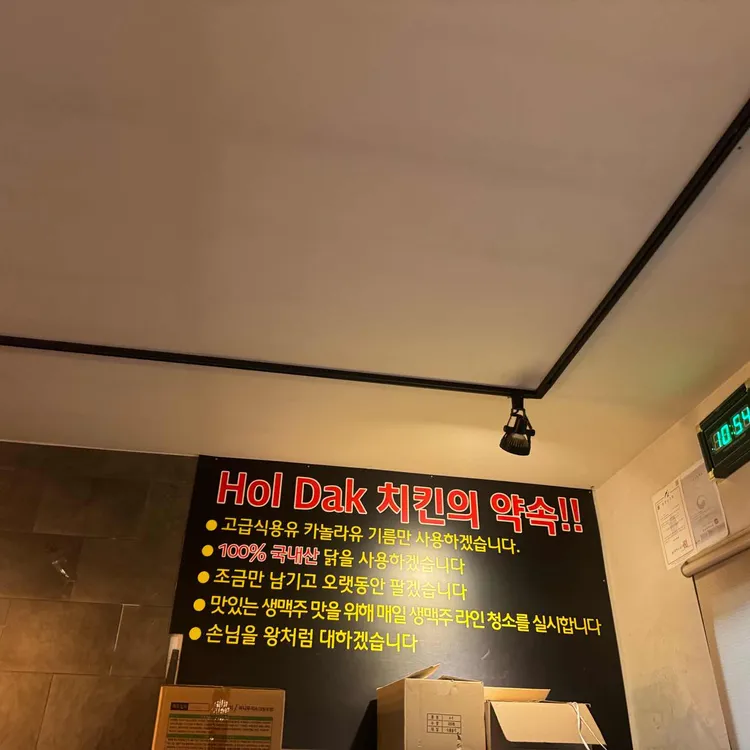 Hol Dak 치킨의 약속!!
● 고급식용유 카놀라유 기름만 사용하겠습니다.
● 100% 국내산 닭을 사용하겠습니다
● 조금만 남기고 오랫동안 팔겠습니다
● 맛있는 생맥주 맛을 위해 매일 생맥주 라인 청소를 실시합니다
● 손님을 왕처럼 대하겠습니다
10:54